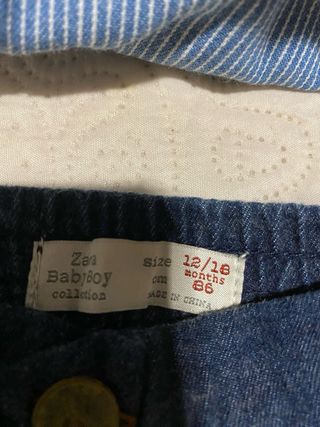 Zara
BabyBoy
collection
size 12/18
months
cm 86
MADE IN CHINA